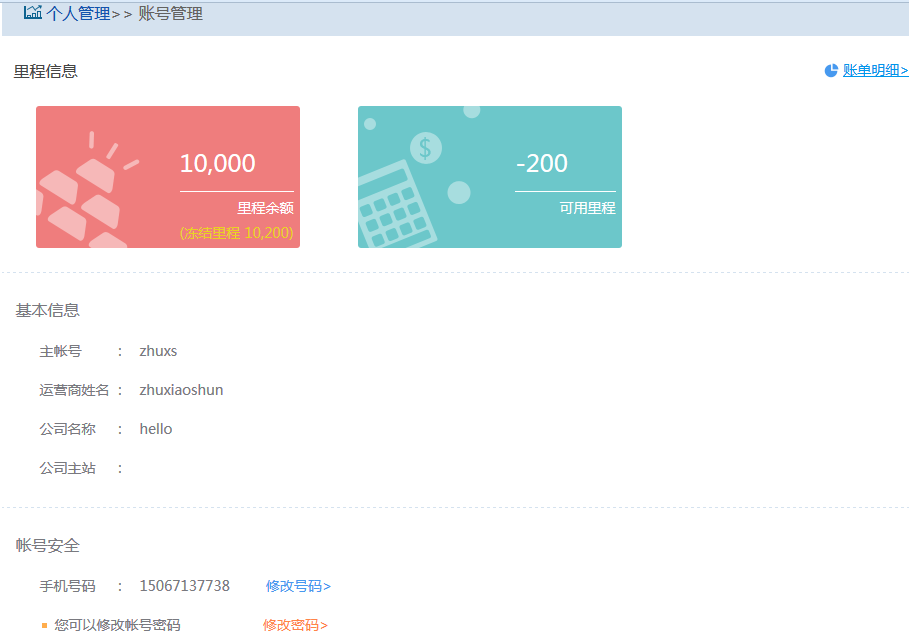 个人管理>> 账号管理
里程信息
账单明细>
10,000
里程余额
(冻结里程 10,200)
$
-200
可用里程
基本信息
主帐号 : zhuxs
运营商姓名 : zhuxiaoshun
公司名称 : hello
公司主站 :
帐号安全
手机号码 : 15067137738 修改号码>
您可以修改帐号密码 修改密码>